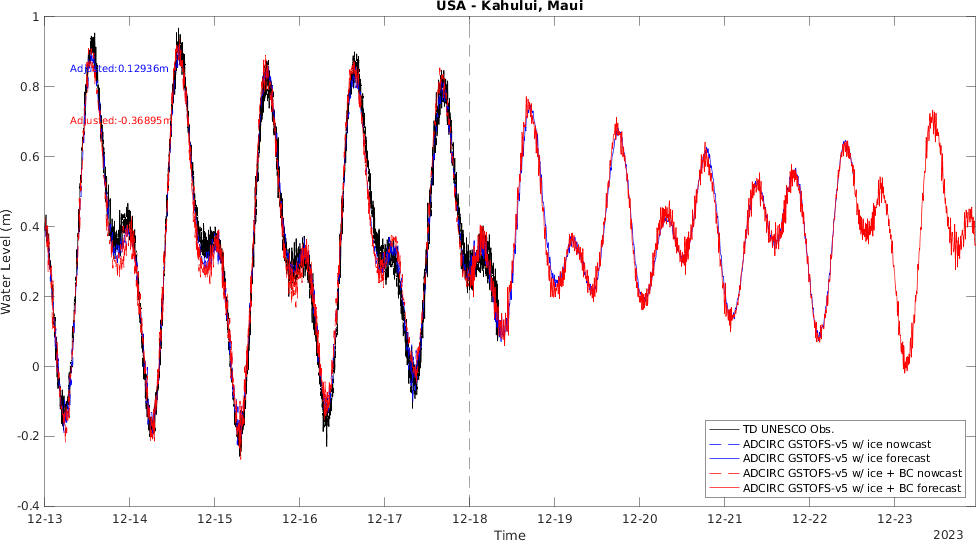 USA - Kahului, Maui
1
0.8
0.6
0.4
0.2
0
-0.2
-0.4
Water Level (m)
Adjusted:0.12936m
Adjusted:-0.36895m
TD UNESCO Obs.
ADCIRC GSTOFS-v5 w/ ice nowcast
ADCIRC GSTOFS-v5 w/ ice forecast
ADCIRC GSTOFS-v5 w/ ice + BC nowcast
ADCIRC GSTOFS-v5 w/ ice + BC forecast
12-13 12-14 12-15 12-16 12-17 12-18 12-19 12-20 12-21 12-22 12-23
Time
2023